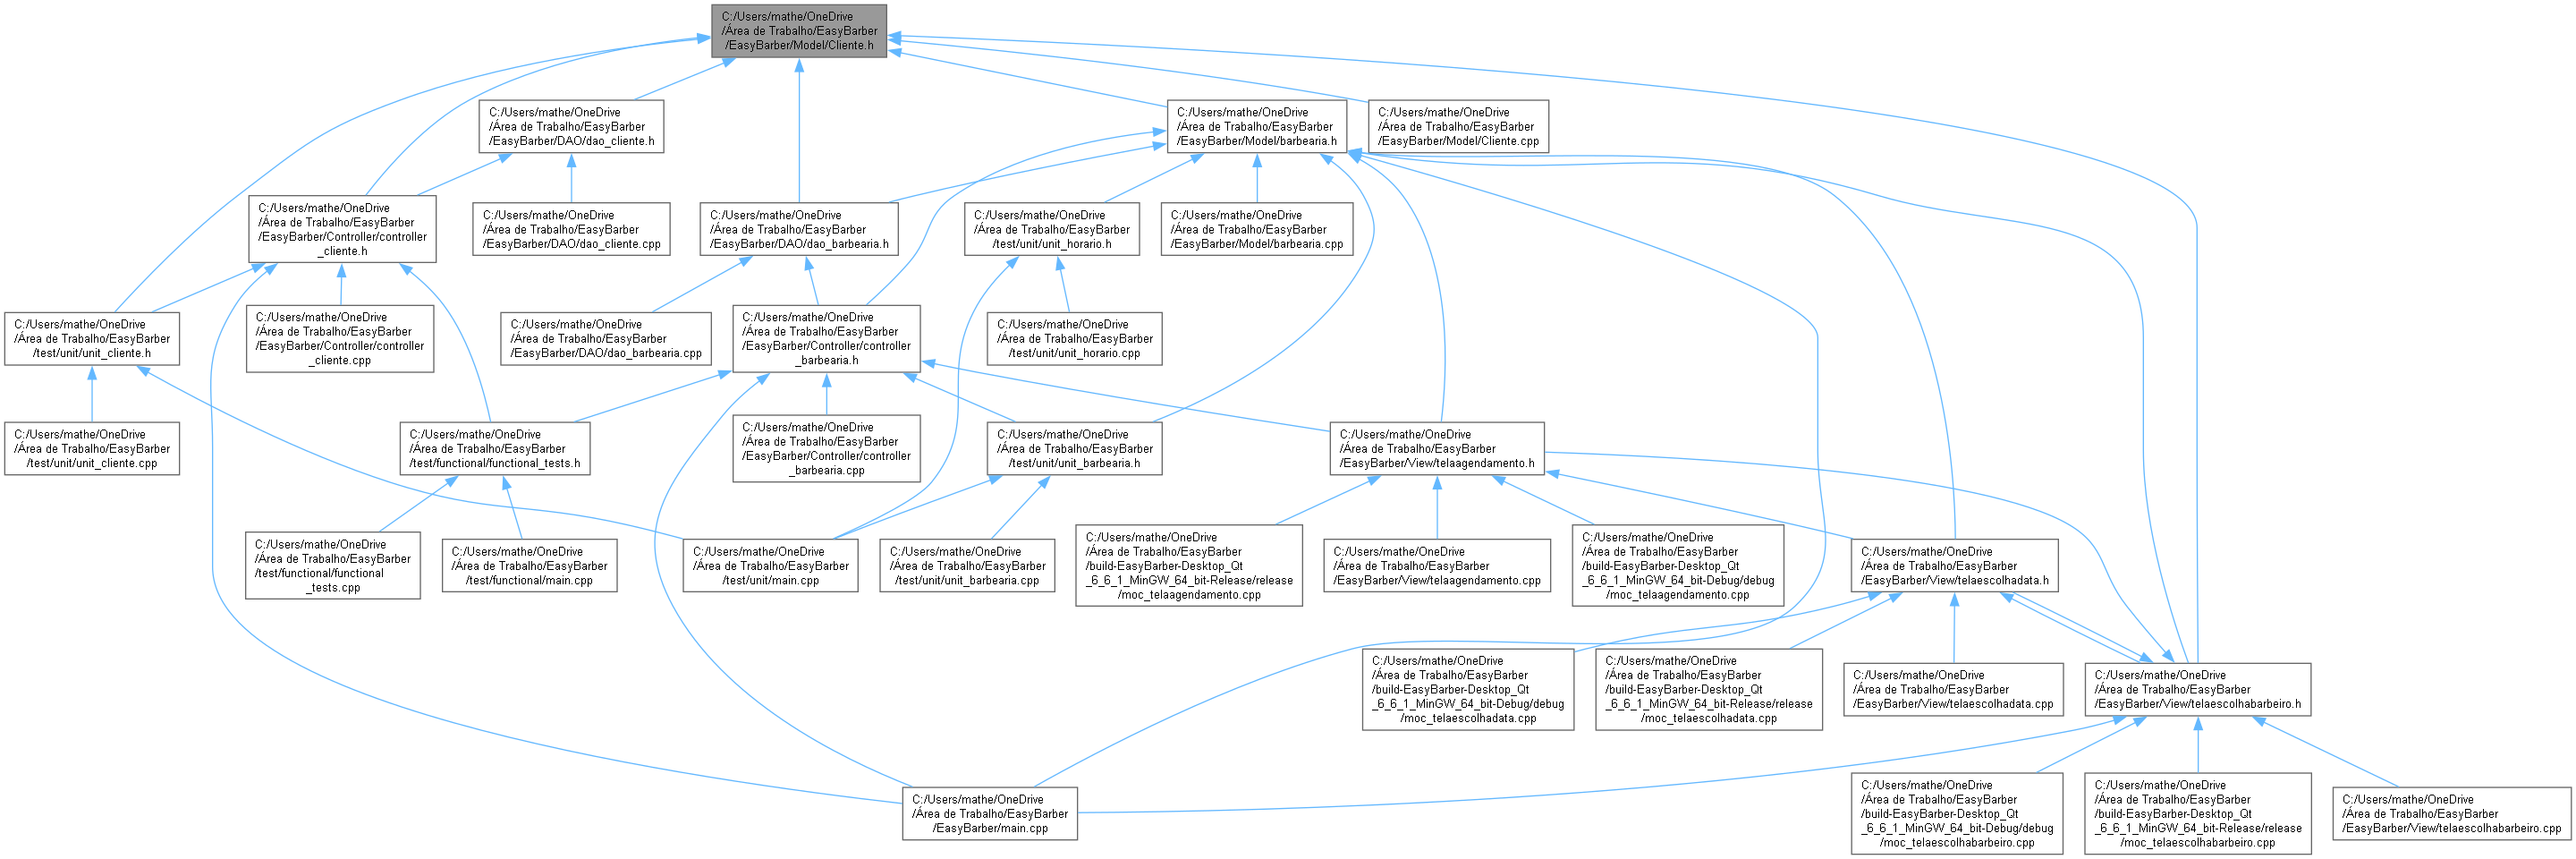 C:/Users/mathe/OneDrive
/Área de Trabalho/EasyBarber
/EasyBarber/Model/Cliente.h
C:/Users/mathe/OneDrive
/Área de Trabalho/EasyBarber
/EasyBarber/DAO/dao_cliente.h
C:/Users/mathe/OneDrive
/Área de Trabalho/EasyBarber
/EasyBarber/Model/barbearia.h
C:/Users/mathe/OneDrive
/Área de Trabalho/EasyBarber
/EasyBarber/Model/Cliente.cpp
C:/Users/mathe/OneDrive
/Área de Trabalho/EasyBarber
/EasyBarber/Controller/controller
_cliente.h
C:/Users/mathe/OneDrive
/Área de Trabalho/EasyBarber
/EasyBarber/DAO/dao_cliente.cpp
C:/Users/mathe/OneDrive
/Área de Trabalho/EasyBarber
/EasyBarber/DAO/dao_barbearia.h
C:/Users/mathe/OneDrive
/Área de Trabalho/EasyBarber
/test/unit/unit_horario.h
C:/Users/mathe/OneDrive
/Área de Trabalho/EasyBarber
/EasyBarber/Model/barbearia.cpp
C:/Users/mathe/OneDrive
/Área de Trabalho/EasyBarber
/test/unit/unit_cliente.h
C:/Users/mathe/OneDrive
/Área de Trabalho/EasyBarber
/EasyBarber/Controller/controller
_cliente.cpp
C:/Users/mathe/OneDrive
/Área de Trabalho/EasyBarber
/EasyBarber/DAO/dao_barbearia.cpp
C:/Users/mathe/OneDrive
/Área de Trabalho/EasyBarber
/EasyBarber/Controller/controller
_barbearia.h
C:/Users/mathe/OneDrive
/Área de Trabalho/EasyBarber
/test/unit/unit_horario.cpp
C:/Users/mathe/OneDrive
/Área de Trabalho/EasyBarber
/test/unit/unit_cliente.cpp
C:/Users/mathe/OneDrive
/Área de Trabalho/EasyBarber
/test/functional/functional_tests.h
C:/Users/mathe/OneDrive
/Área de Trabalho/EasyBarber
/EasyBarber/Controller/controller
_barbearia.cpp
C:/Users/mathe/OneDrive
/Área de Trabalho/EasyBarber
/test/unit/unit_barbearia.h
C:/Users/mathe/OneDrive
/Área de Trabalho/EasyBarber
/EasyBarber/View/telaagendamento.h
C:/Users/mathe/OneDrive
/Área de Trabalho/EasyBarber
/test/functional/functional
_tests.cpp
C:/Users/mathe/OneDrive
/Área de Trabalho/EasyBarber
/test/functional/main.cpp
C:/Users/mathe/OneDrive
/Área de Trabalho/EasyBarber
/test/unit/main.cpp
C:/Users/mathe/OneDrive
/Área de Trabalho/EasyBarber
/test/unit/unit_barbearia.cpp
C:/Users/mathe/OneDrive
/Área de Trabalho/EasyBarber
/build-EasyBarber-Desktop_Qt
_6_6_1_MinGW_64_bit-Release/release
/moc_telaagendamento.cpp
C:/Users/mathe/OneDrive
/Área de Trabalho/EasyBarber
/EasyBarber/View/telaagendamento.cpp
C:/Users/mathe/OneDrive
/Área de Trabalho/EasyBarber
/build-EasyBarber-Desktop_Qt
_6_6_1_MinGW_64_bit-Debug/debug
/moc_telaagendamento.cpp
C:/Users/mathe/OneDrive
/Área de Trabalho/EasyBarber
/EasyBarber/View/telaescolhadata.h
C:/Users/mathe/OneDrive
/Área de Trabalho/EasyBarber
/build-EasyBarber-Desktop_Qt
_6_6_1_MinGW_64_bit-Debug/debug
/moc_telaescolhadata.cpp
C:/Users/mathe/OneDrive
/Área de Trabalho/EasyBarber
/build-EasyBarber-Desktop_Qt
_6_6_1_MinGW_64_bit-Release/release
/moc_telaescolhadata.cpp
C:/Users/mathe/OneDrive
/Área de Trabalho/EasyBarber
/EasyBarber/View/telaescolhadata.cpp
C:/Users/mathe/OneDrive
/Área de Trabalho/EasyBarber
/EasyBarber/View/telaescolhabarbeiro.h
C:/Users/mathe/OneDrive
/Área de Trabalho/EasyBarber
/EasyBarber/main.cpp
C:/Users/mathe/OneDrive
/Área de Trabalho/EasyBarber
/build-EasyBarber-Desktop_Qt
_6_6_1_MinGW_64_bit-Debug/debug
/moc_telaescolhabarbeiro.cpp
C:/Users/mathe/OneDrive
/Área de Trabalho/EasyBarber
/build-EasyBarber-Desktop_Qt
_6_6_1_MinGW_64_bit-Release/release
/moc_telaescolhabarbeiro.cpp
C:/Users/mathe/OneDrive
/Área de Trabalho/EasyBarber
/EasyBarber/View/telaescolhabarbeiro.cpp